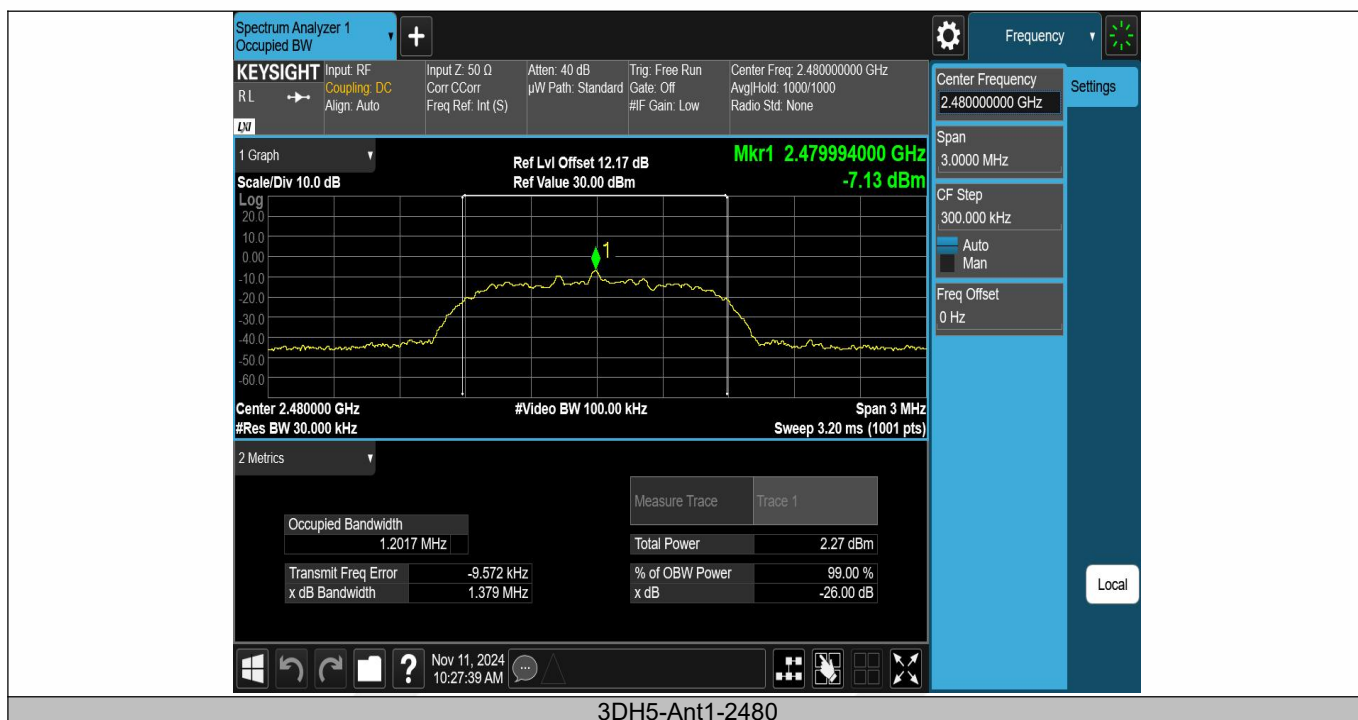 Spectrum Analyzer 1
Occupied BW
+
Frequency
KEYSIGHT
RL
LXI
Input: RF
Coupling: DC
Align: Auto
Input Z: 50 Ω
Corr CCorr
Freq Ref: Int (S)
Atten: 40 dB
µW Path: Standard
Trig: Free Run
Gate: Off
#IF Gain: Low
Center Freq: 2.480000000 GHz
Avg|Hold: 1000/1000
Radio Std: None
Center Frequency
2.480000000 GHz
Settings
Span
3.0000 MHz
CF Step
300.000 kHz
Auto
Man
Freq Offset
0 Hz
Local
1 Graph
Scale/Div 10.0 dB
Ref Lvl Offset 12.17 dB
Ref Value 30.00 dBm
Mkr1 2.479994000 GHz
-7.13 dBm
Log
20.0
10.0
0.00
-10.0
-20.0
-30.0
-40.0
-50.0
-60.0
1
Center 2.480000 GHz
#Res BW 30.000 kHz
#Video BW 100.00 kHz
Span 3 MHz
Sweep 3.20 ms (1001 pts)
2 Metrics
Measure Trace Trace 1
Occupied Bandwidth
1.2017 MHz
Total Power 2.27 dBm
Transmit Freq Error -9.572 kHz
% of OBW Power 99.00 %
x dB Bandwidth 1.379 MHz
x dB -26.00 dB
?
Nov 11, 2024
10:27:39 AM
3DH5-Ant1-2480